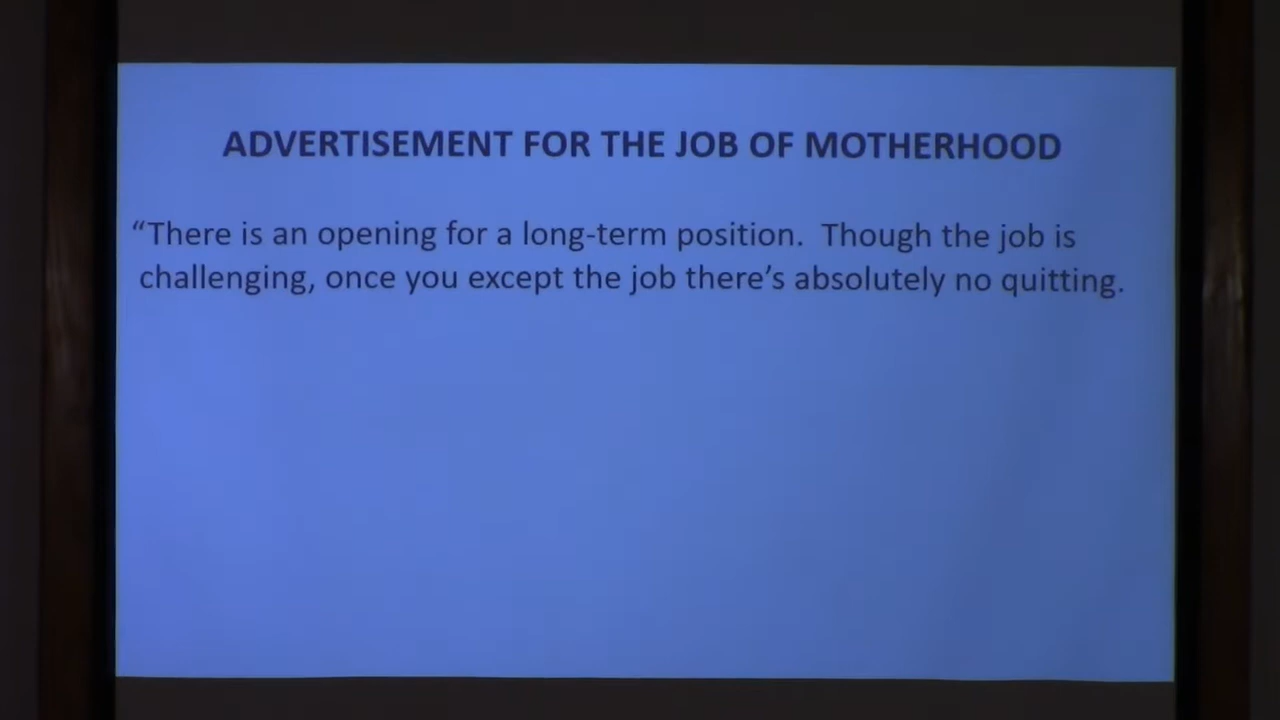 ADVERTISEMENT FOR THE JOB OF MOTHERHOOD
“There is an opening for a long-term position.  Though the job is
challenging, once you except the job there’s absolutely no quitting.